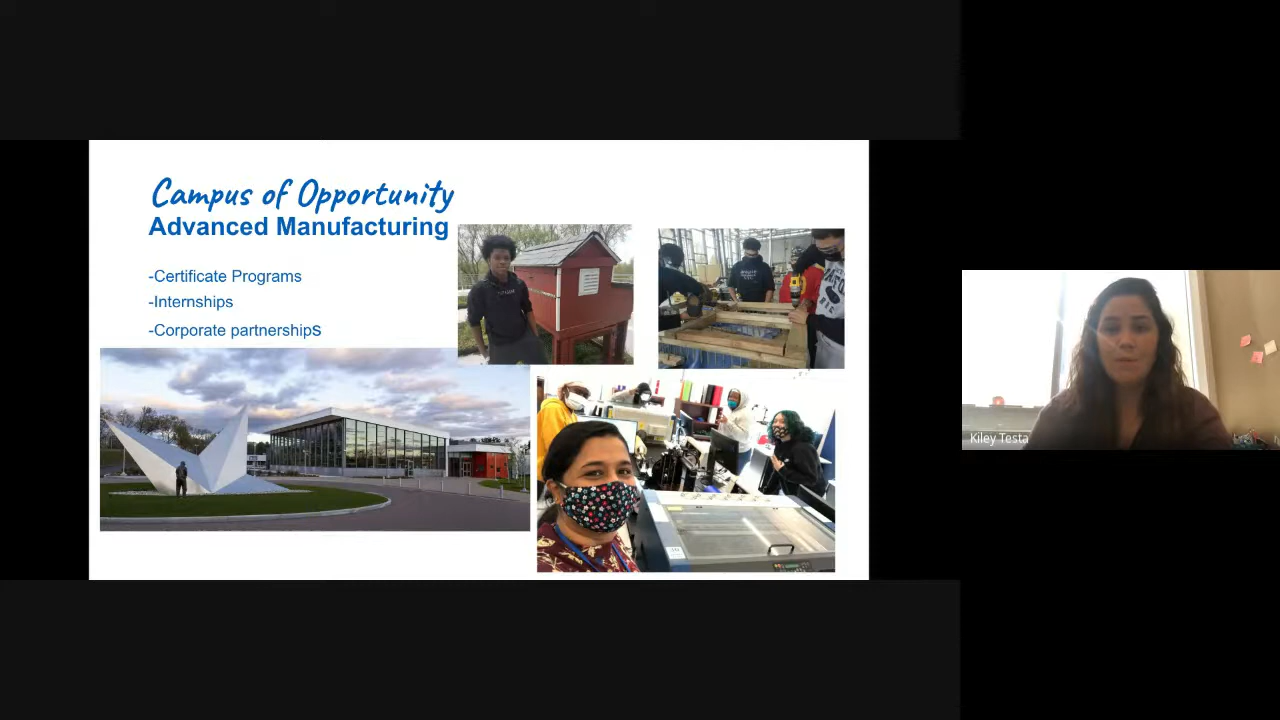 Campus of Opportunity
Advanced Manufacturing
-Certificate Programs
-Internships
-Corporate partnerships
Kiley Testa